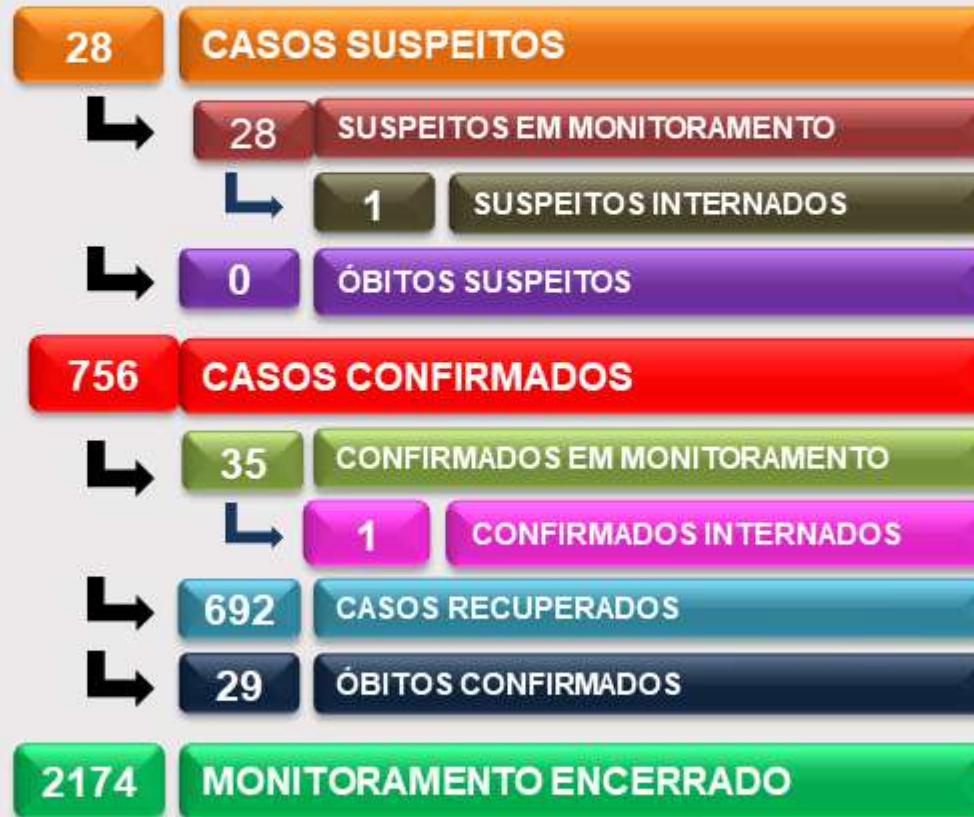 28 CASOS SUSPEITOS
28 SUSPEITOS EM MONITORAMENTO
1 SUSPEITOS INTERNADOS
0 ÓBITOS SUSPEITOS
756 CASOS CONFIRMADOS
35 CONFIRMADOS EM MONITORAMENTO
1 CONFIRMADOS INTERNADOS
692 CASOS RECUPERADOS
29 ÓBITOS CONFIRMADOS
2174 MONITORAMENTO ENCERRADO